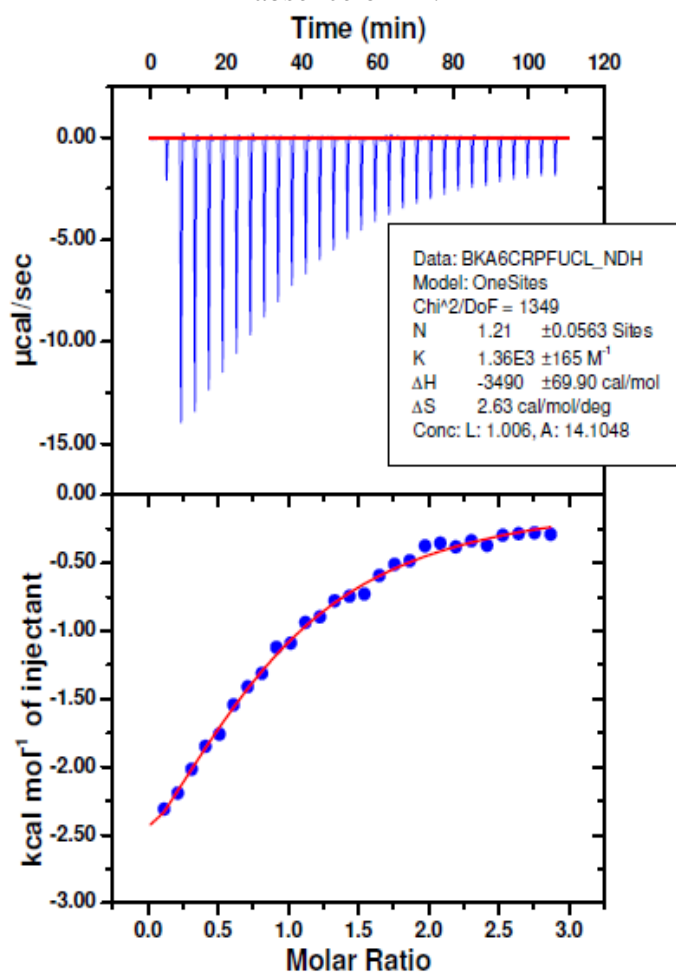 Time (min)
0 20 40 60 80 100 120
0.00
-5.00
-10.00
-15.00
µcal/sec
Data: BKA6CRPFUCL_NDH
Model: OneSites
Chi^2/DoF = 1349
N 1.21 ±0.0563 Sites
K 1.36E3 ±165 M⁻¹
ΔH -3490 ±69.90 cal/mol
ΔS 2.63 cal/mol/deg
Conc: L: 1.006, A: 14.1048
0.00
-0.50
-1.00
-1.50
-2.00
-2.50
-3.00
kcal mol⁻¹ of injectant
0.0 0.5 1.0 1.5 2.0 2.5 3.0
Molar Ratio